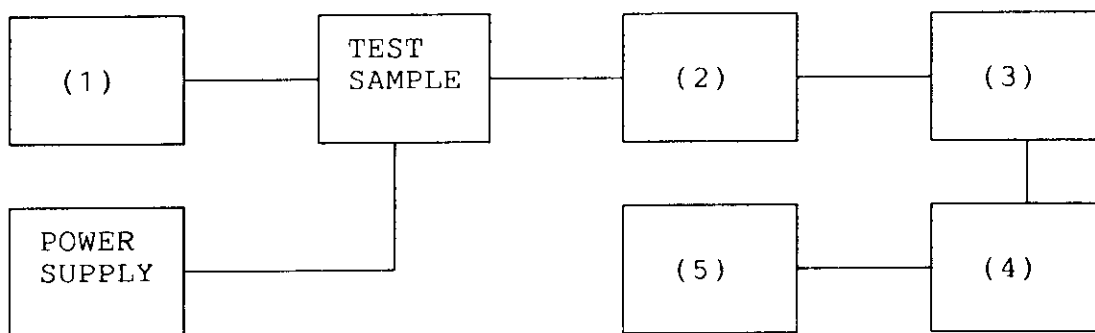 (1)
TEST
SAMPLE
(2)
(3)
POWER
SUPPLY
(5)
(4)